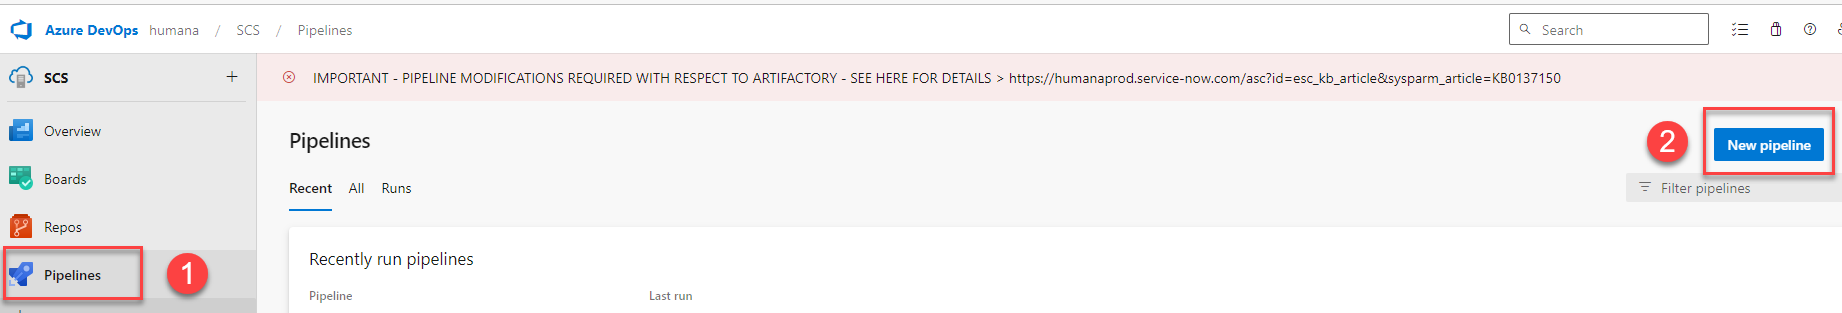 Azure DevOps humana / SCS / Pipelines
Search
SCS +
IMPORTANT - PIPELINE MODIFICATIONS REQUIRED WITH RESPECT TO ARTIFACTORY - SEE HERE FOR DETAILS > https://humanaprod.service-now.com/asc?id=esc_kb_article&sysparm_article=KB0137150
Overview
Boards
Repos
Pipelines
1
Pipelines
2
New pipeline
Recent All Runs
Filter pipelines
Recently run pipelines
Pipeline Last run